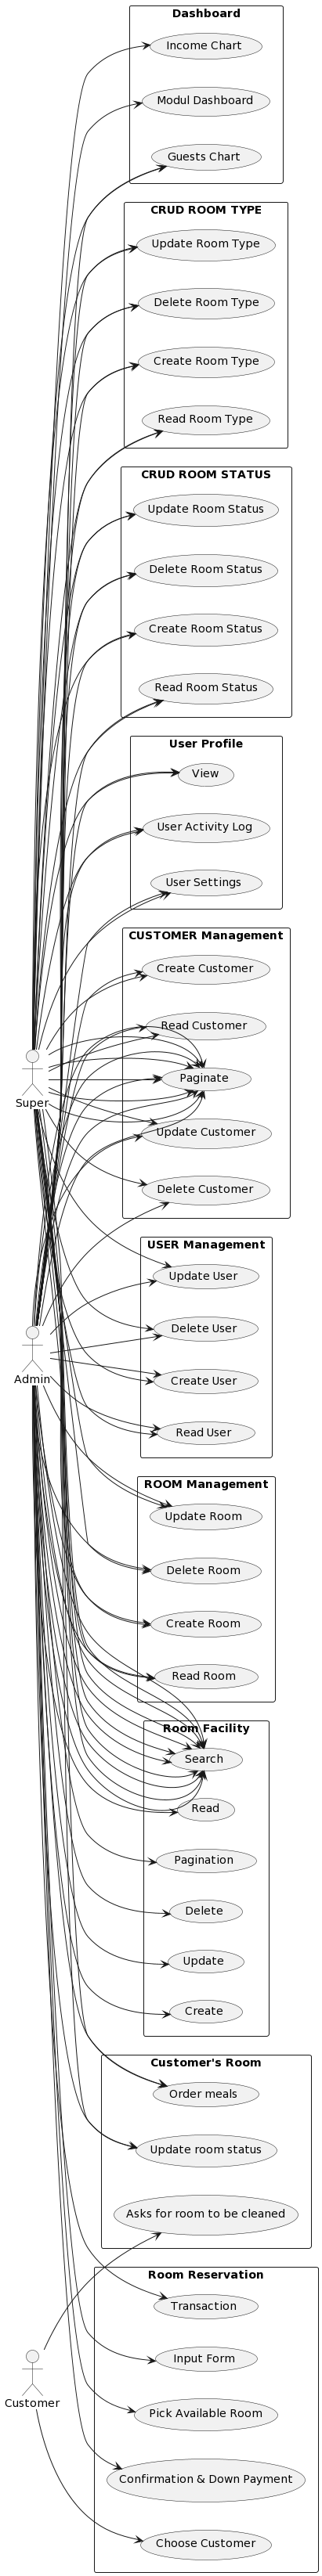 Dashboard
Income Chart
Modul Dashboard
Guests Chart
CRUD ROOM TYPE
Update Room Type
Delete Room Type
Create Room Type
Read Room Type
CRUD ROOM STATUS
Update Room Status
Delete Room Status
Create Room Status
Read Room Status
User Profile
View
User Activity Log
User Settings
CUSTOMER Management
Create Customer
Read Customer
Super
Paginate
Update Customer
Delete Customer
USER Management
Update User
Delete User
Admin
Create User
Read User
ROOM Management
Update Room
Delete Room
Create Room
Read Room
Room Facility
Search
Read
Pagination
Delete
Update
Create
Customer's Room
Order meals
Update room status
Asks for room to be cleaned
Room Reservation
Transaction
Input Form
Customer
Pick Available Room
Confirmation & Down Payment
Choose Customer